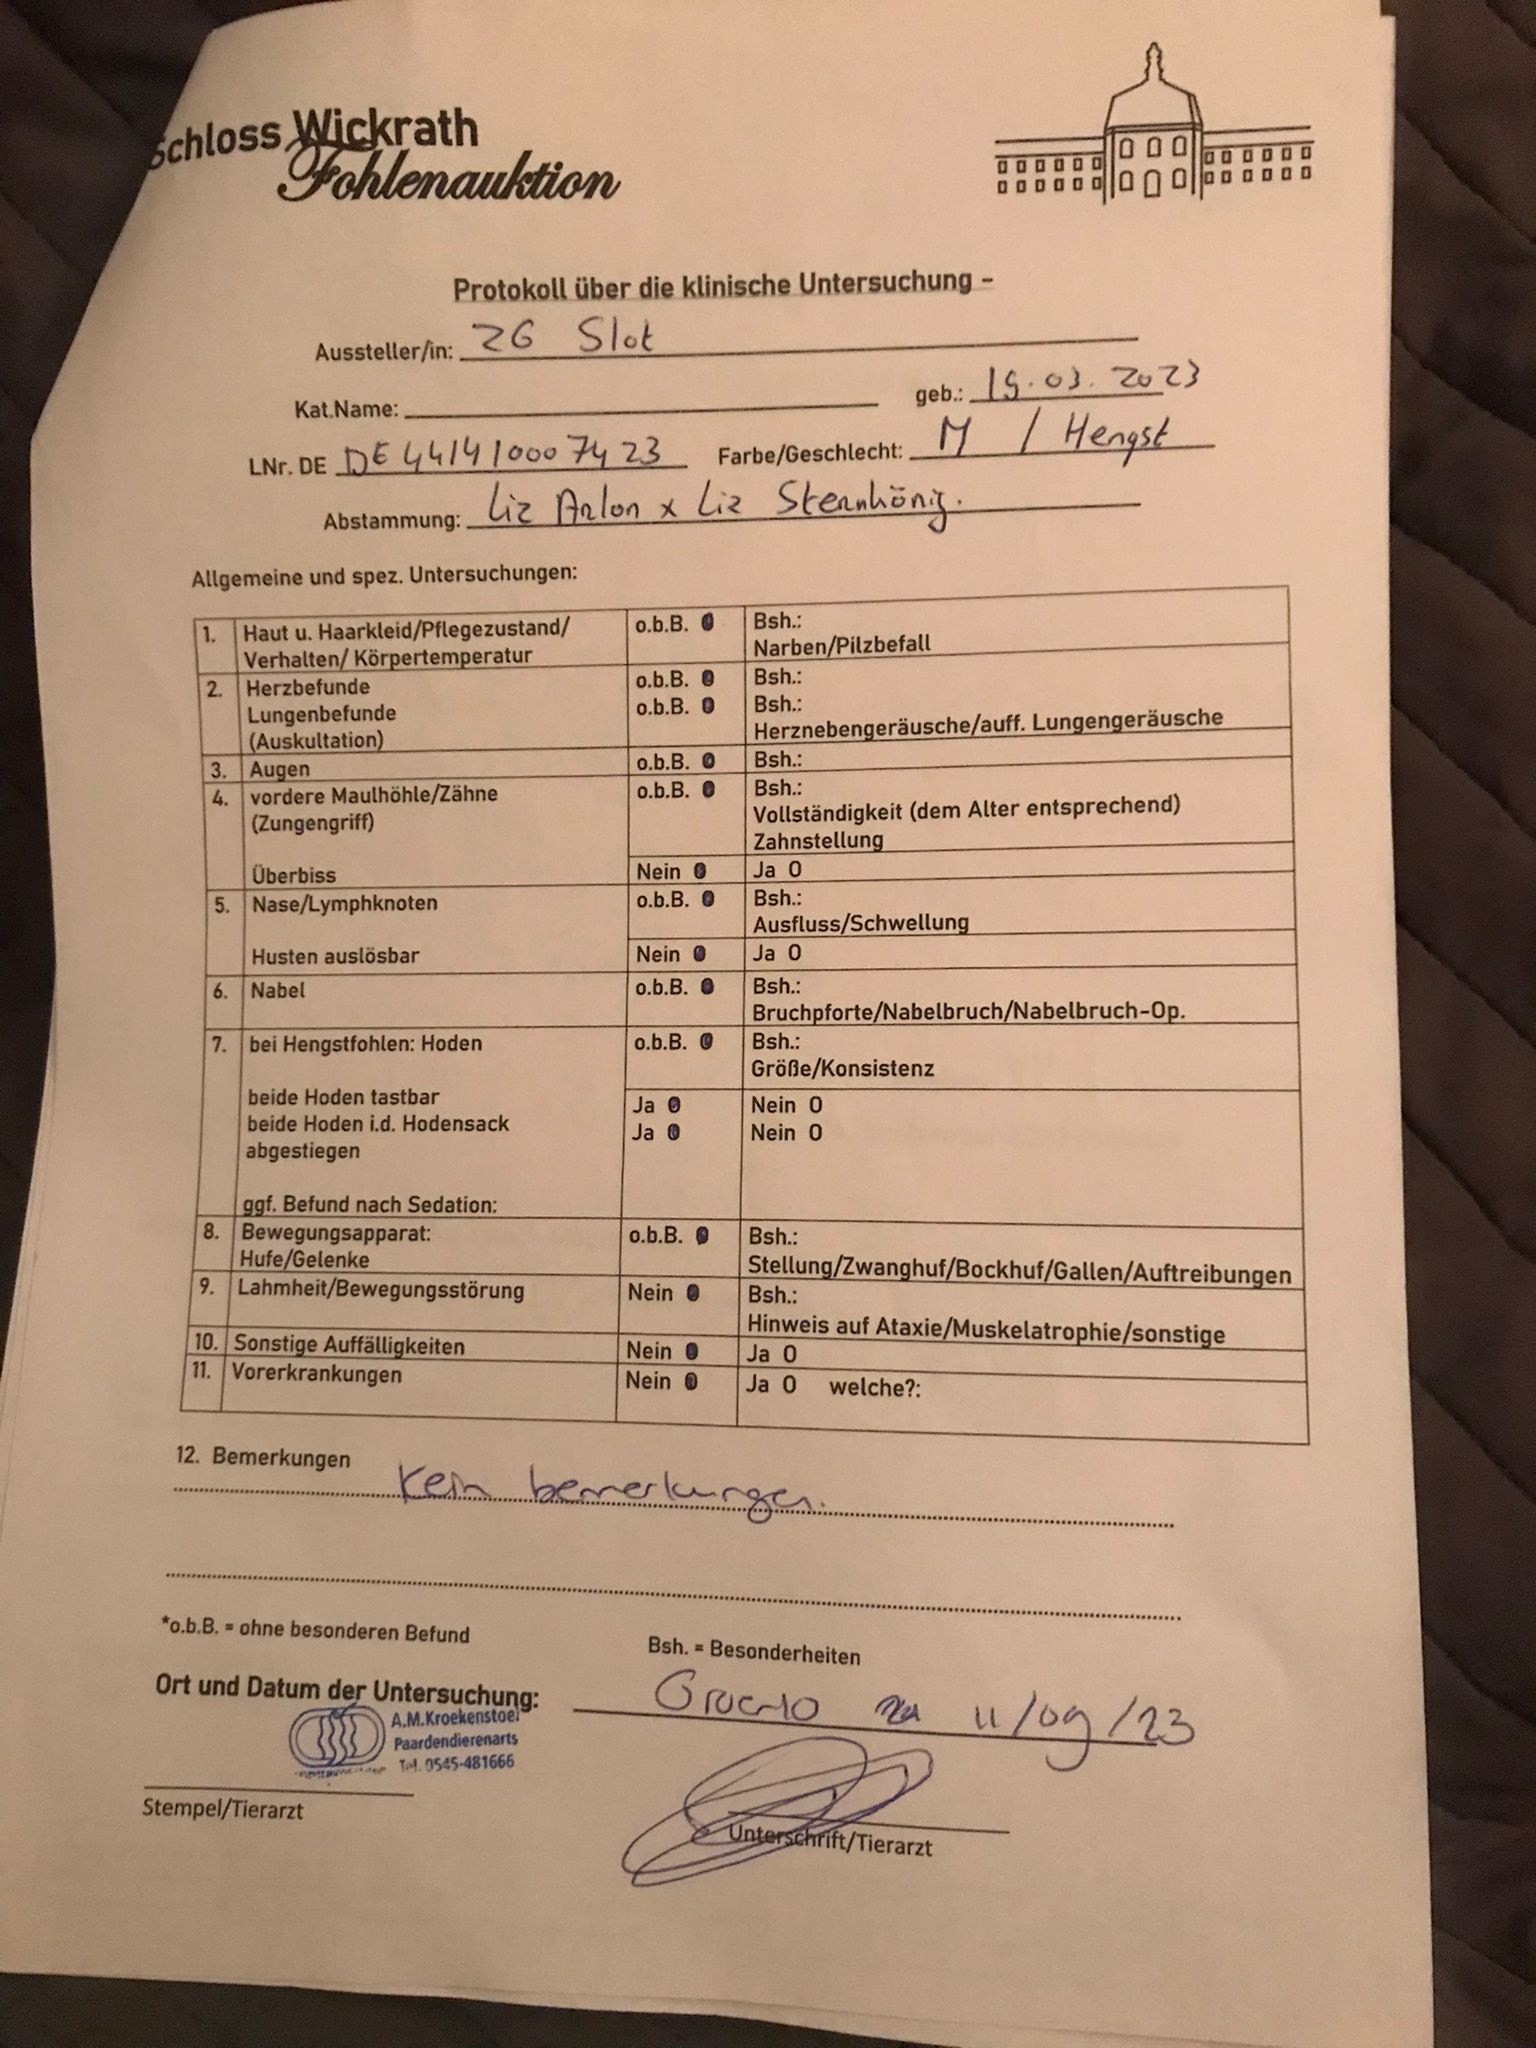 Schloss Wickrath
Fohlenauktion
Protokoll über die klinische Untersuchung -
Aussteller/in: ZG Slot
Kat.Name: geb.: 19.03.2023
LNr. DE DE441410007423 Farbe/Geschlecht: M / Hengst
Abstammung: Liz Arlon x Liz Sternkönig.
Allgemeine und spez. Untersuchungen:
1. Haut u. Haarkleid/Pflegezustand/ o.b.B. Bsh.:
Verhalten/ Körpertemperatur Narben/Pilzbefall
2. Herzbefunde o.b.B. Bsh.:
Lungenbefunde o.b.B. Bsh.:
(Auskultation) Herznebengeräusche/auff. Lungengeräusche
3. Augen o.b.B. Bsh.:
4. vordere Maulhöhle/Zähne o.b.B. Bsh.:
(Zungengriff) Vollständigkeit (dem Alter entsprechend)
Zahnstellung
Überbiss Nein Ja O
5. Nase/Lymphknoten o.b.B. Bsh.:
Ausfluss/Schwellung
Husten auslösbar Nein Ja O
6. Nabel o.b.B. Bsh.:
Bruchpforte/Nabelbruch/Nabelbruch-Op.
7. bei Hengstfohlen: Hoden o.b.B. Bsh.:
Größe/Konsistenz
beide Hoden tastbar Ja Nein O
beide Hoden i.d. Hodensack Ja Nein O
abgestiegen
ggf. Befund nach Sedation:
8. Bewegungsapparat: o.b.B. Bsh.:
Hufe/Gelenke Stellung/Zwanghuf/Bockhuf/Gallen/Auftreibungen
9. Lahmheit/Bewegungsstörung Nein Bsh.:
Hinweis auf Ataxie/Muskelatrophie/sonstige
10. Sonstige Auffälligkeiten Nein Ja O
11. Vorerkrankungen Nein Ja O welche?:
12. Bemerkungen
Kein bemerkungen.
*o.b.B. = ohne besonderen Befund Bsh. = Besonderheiten
Ort und Datum der Untersuchung: 11/09/23
A.M.Kroekenstoel
Paardendierenarts
Tel. 0545-481666
Stempel/Tierarzt Unterschrift/Tierarzt